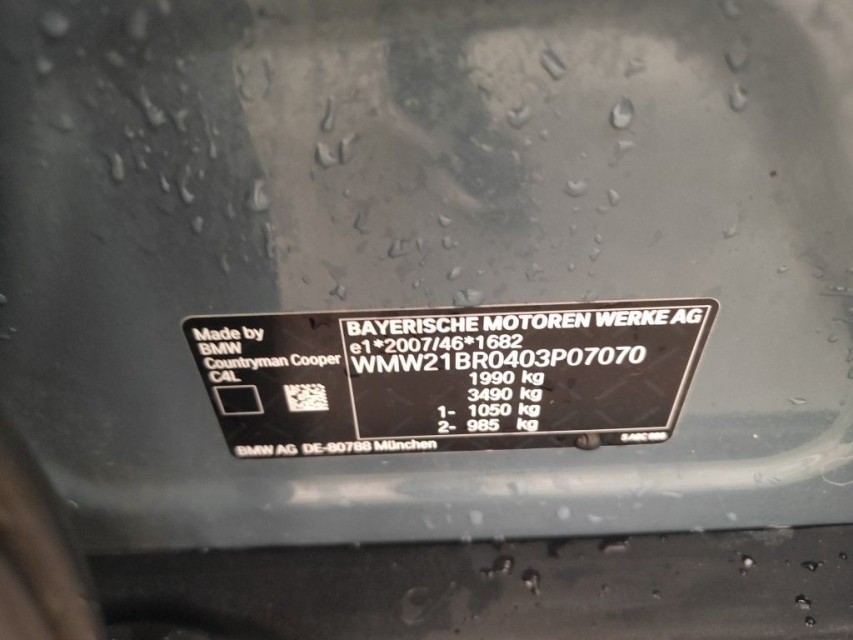 Made by
BMW
Countryman Cooper
C4L
BAYERISCHE MOTOREN WERKE AG
e1*2007/46*1682
WMW21BR0403P07070
1990 kg
3490 kg
1- 1050 kg
2- 985 kg
BMW AG DE-80788 München